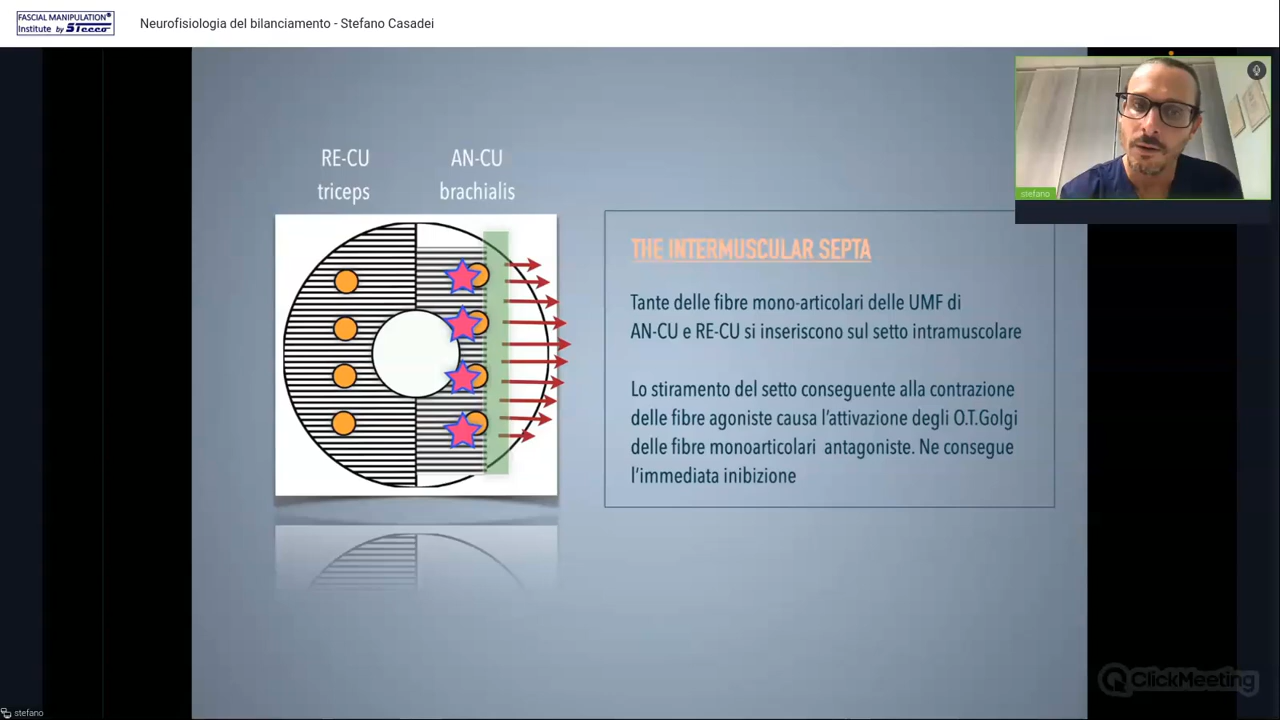 FASCIAL MANIPULATION®
Institute by Stecco
Neurofisiologia del bilanciamento - Stefano Casadei
stefano
RE-CU
triceps
AN-CU
brachialis
THE INTERMUSCULAR SEPTA
Tante delle fibre mono-articolari delle UMF di
AN-CU e RE-CU si inseriscono sul setto intramuscolare
Lo stiramento del setto conseguente alla contrazione
delle fibre agoniste causa l'attivazione degli O.T.Golgi
delle fibre monoarticolari antagoniste. Ne consegue
l'immediata inibizione
ClickMeeting
stefano